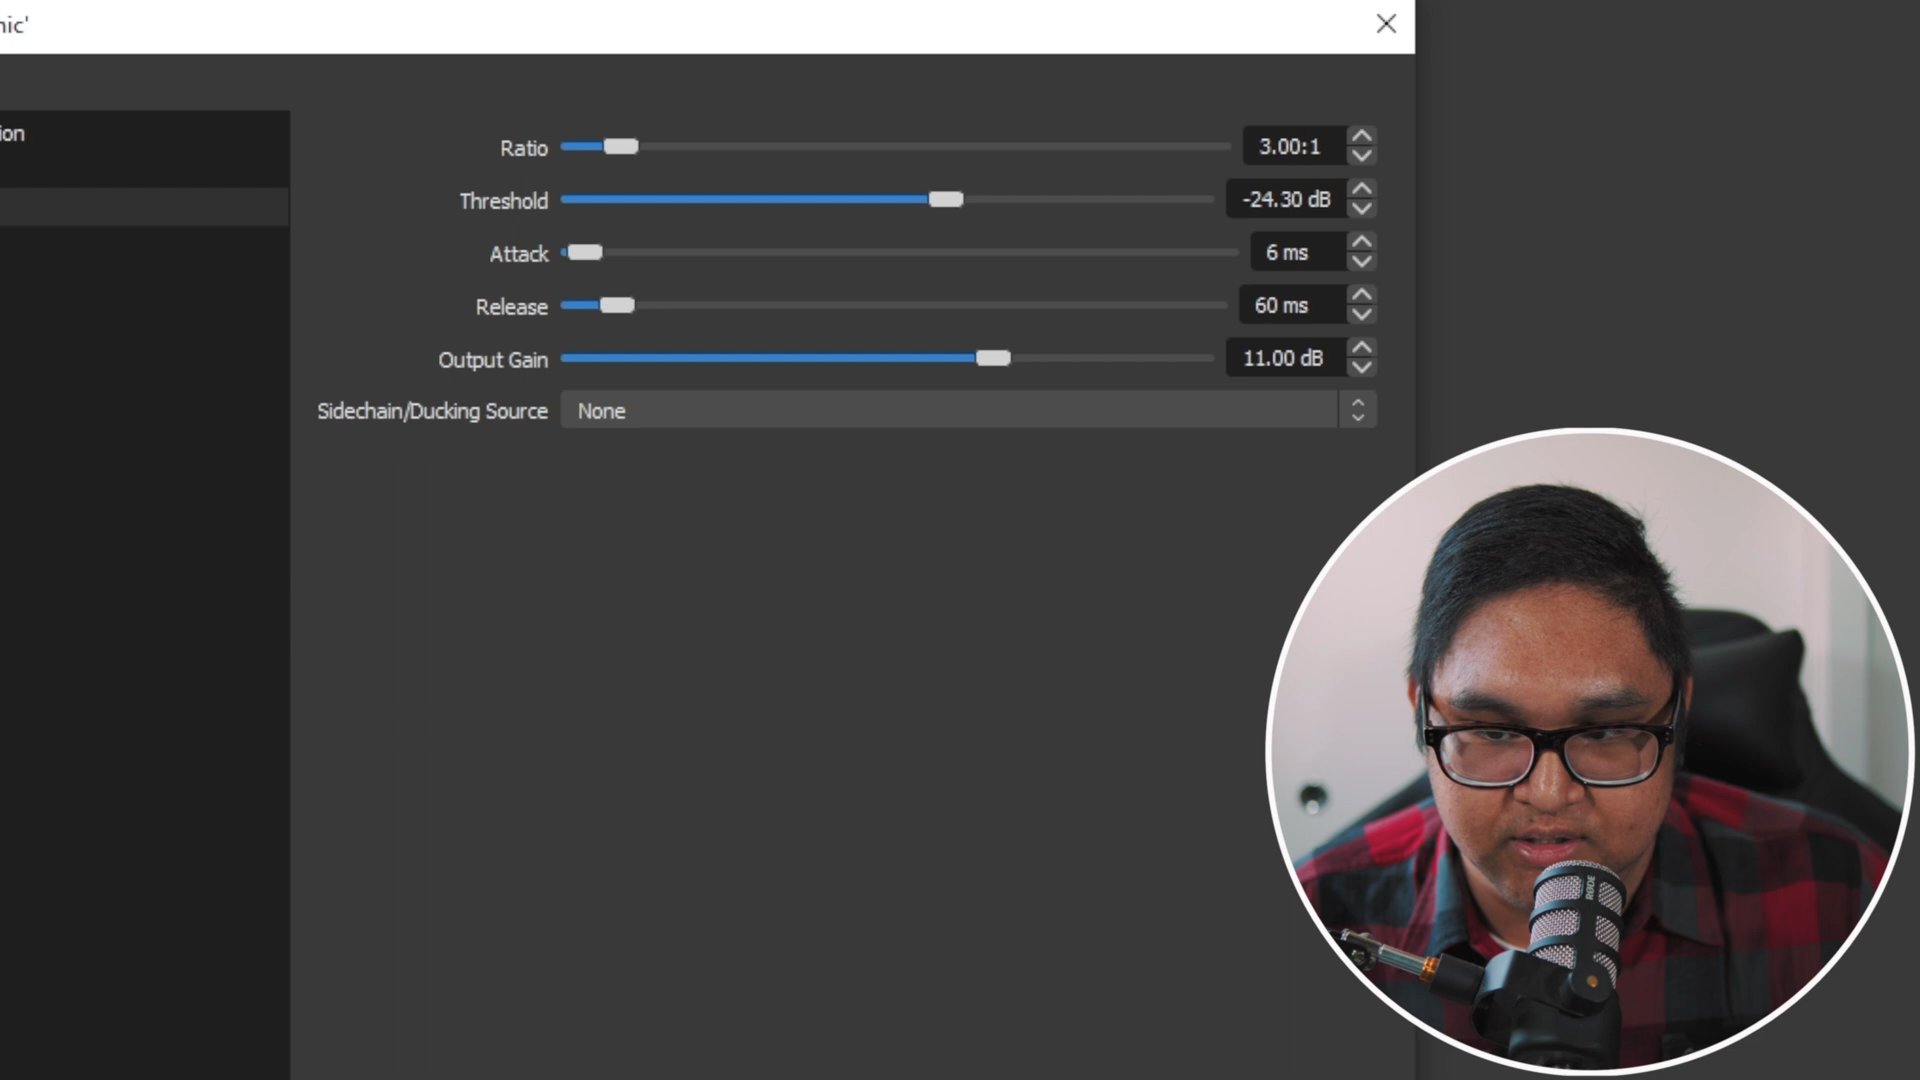 nic'
ion
Ratio 3.00:1
Threshold -24.30 dB
Attack 6 ms
Release 60 ms
Output Gain 11.00 dB
Sidechain/Ducking Source None
RØDE